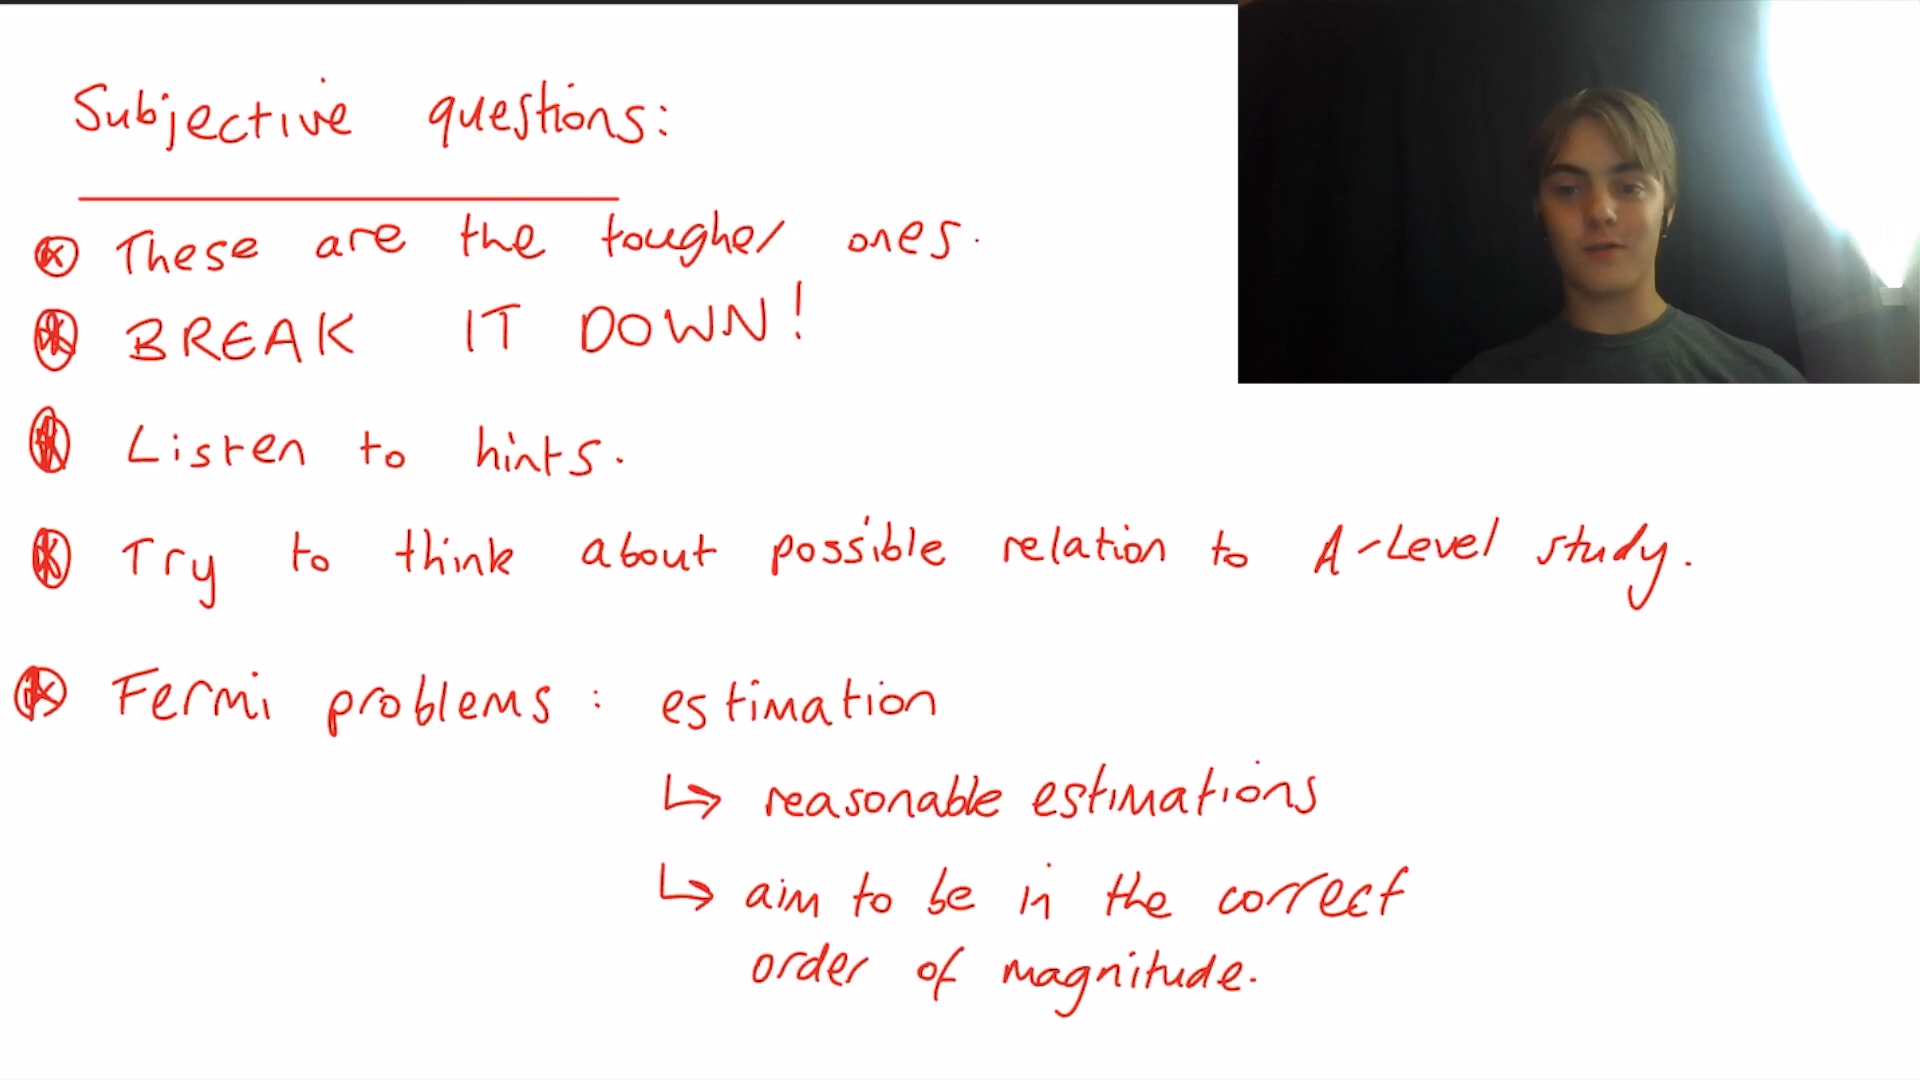 Subjective questions:
These are the tougher ones.
BREAK IT DOWN!
Listen to hints.
Try to think about possible relation to A-Level study.
Fermi problems: estimation
↳ reasonable estimations
↳ aim to be in the correct
order of magnitude.